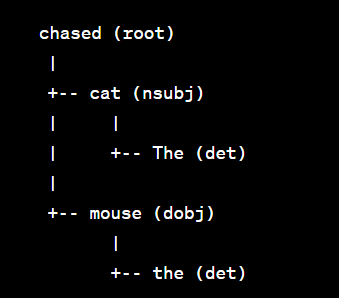 chased (root)
|
+-- cat (nsubj)
|     |
|     +-- The (det)
|
+-- mouse (dobj)
      |
      +-- the (det)